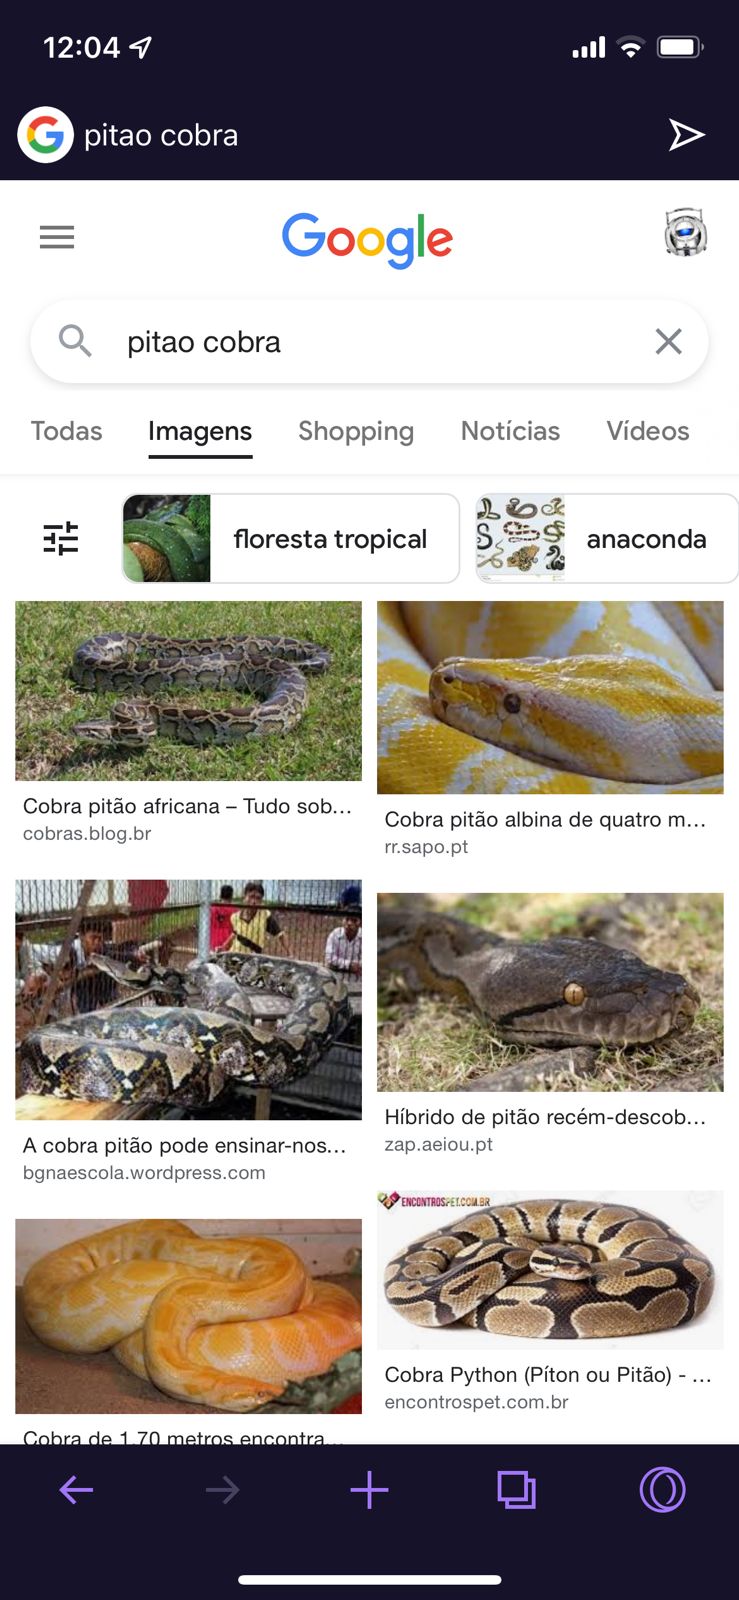 12:04
pitao cobra
Google
pitao cobra
Todas Imagens Shopping Notícias Vídeos
floresta tropical anaconda
Cobra pitão africana – Tudo sob...
cobras.blog.br
Cobra pitão albina de quatro m...
rr.sapo.pt
A cobra pitão pode ensinar-nos...
bgnaescola.wordpress.com
Híbrido de pitão recém-descob...
zap.aeiou.pt
ENCONTROSPET.COM.BR
Cobra Python (Píton ou Pitão) - ...
encontrospet.com.br
Cobra de 1,70 metros encontra...